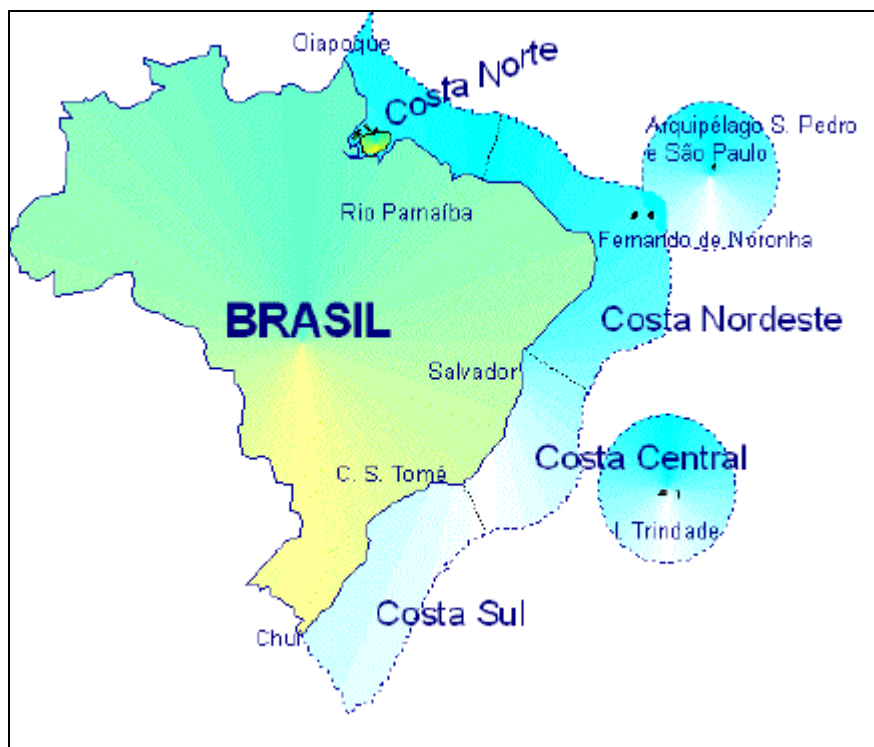 Oiapoque
Costa Norte
Arquipélago S. Pedro
e São Paulo
Rio Parnaíba
Fernando de Noronha
BRASIL
Costa Nordeste
Salvador
Costa Central
C. S. Tomé
I. Trindade
Costa Sul
Chuí